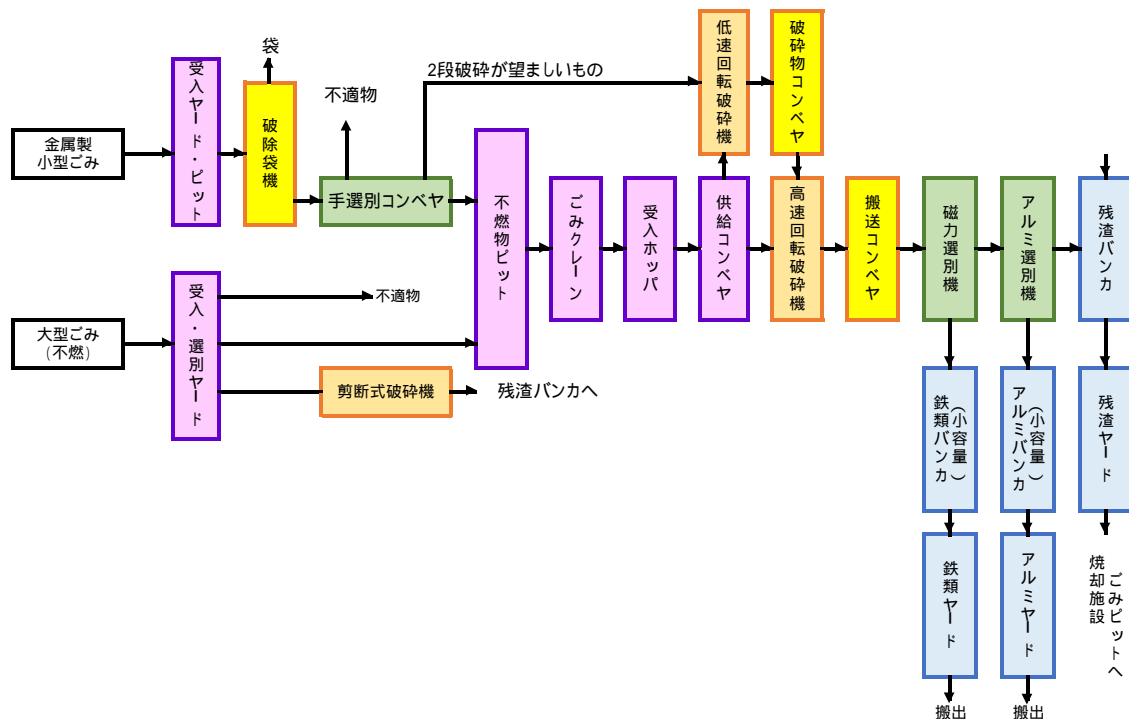 金属製
小型ごみ
受入ヤード・ピット
袋
破除袋機
不適物
手選別コンベヤ
2段破砕が望ましいもの
低速回転破砕機
破砕物コンベヤ
不燃物ピット
ごみクレーン
受入ホッパ
供給コンベヤ
高速回転破砕機
搬送コンベヤ
磁力選別機
アルミ選別機
残渣バンカ
大型ごみ
(不燃)
受入・選別ヤード
不適物
剪断式破砕機
残渣バンカへ
(小容量)
鉄類バンカ
(小容量)
アルミバンカ
残渣ヤード
鉄類ヤード
アルミヤード
ごみピットへ
焼却施設
搬出
搬出